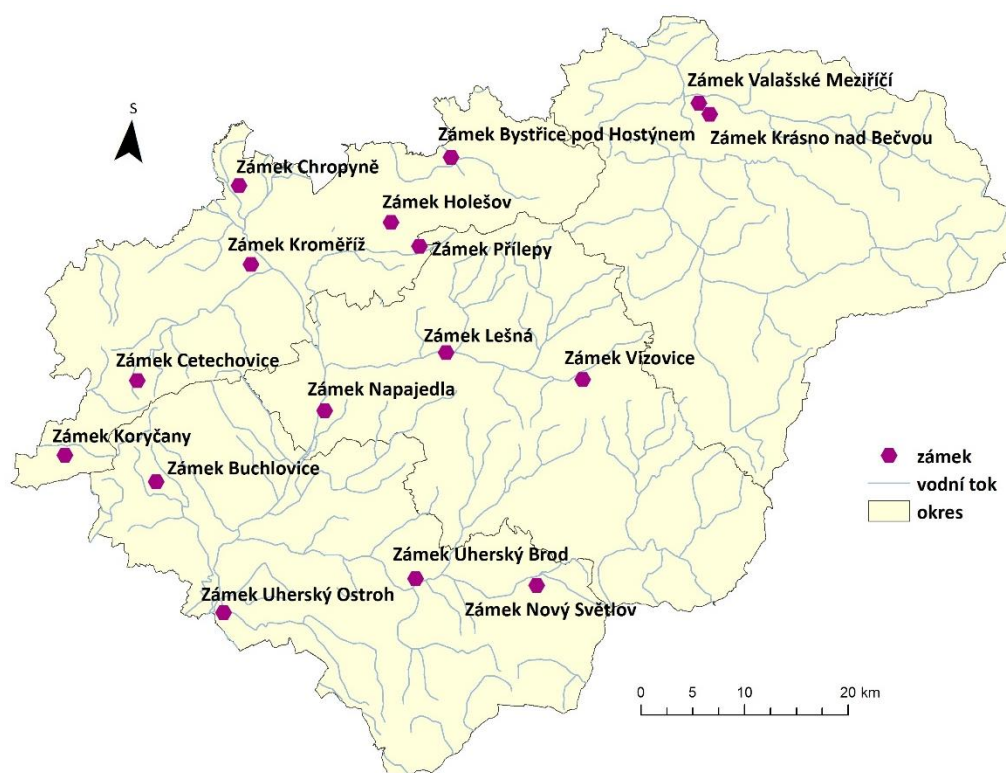 S
Zámek Valašské Meziříčí
Zámek Krásno nad Bečvou
Zámek Bystřice pod Hostýnem
Zámek Chropyně
Zámek Holešov
Zámek Kroměříž
Zámek Přílepy
Zámek Lešná
Zámek Cetechovice
Zámek Vizovice
Zámek Napajedla
Zámek Koryčany
Zámek Buchlovice
Zámek Uherský Brod
Zámek Uherský Ostroh
Zámek Nový Světlov
zámek
vodní tok
okres
0 5 10 20 km